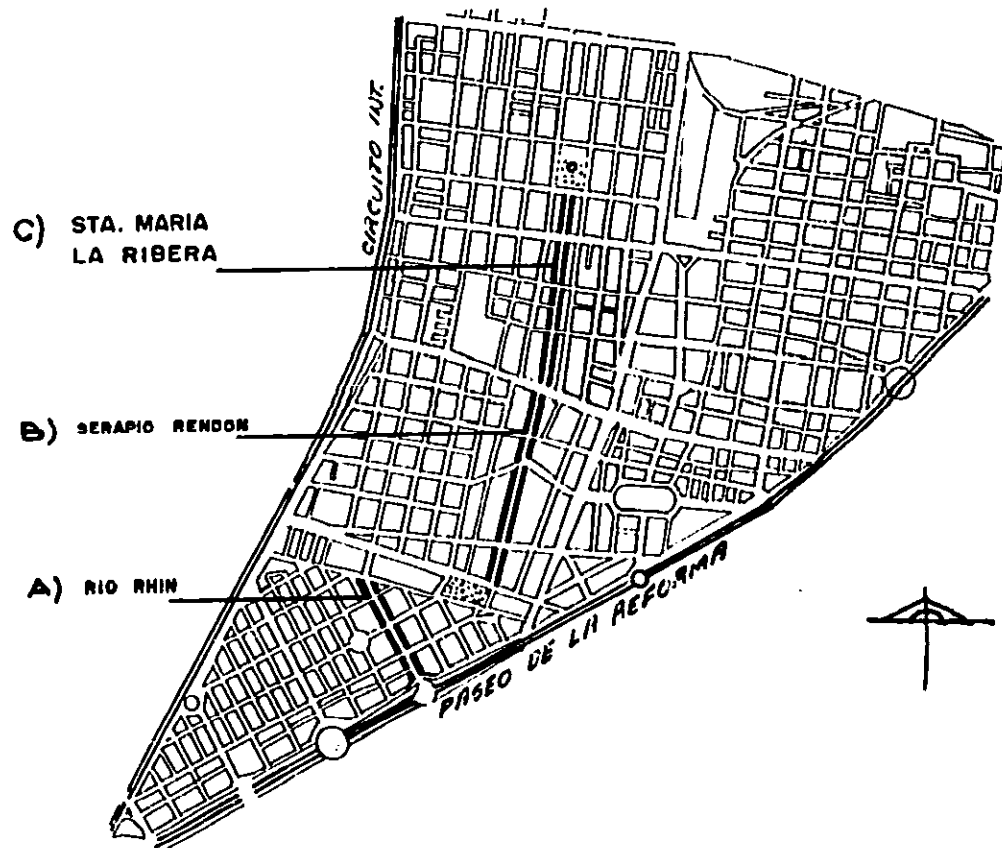 CIRCUITO INT.
C) STA. MARIA
LA RIBERA
B) SERAPIO RENDON
A) RIO RHIN
PASEO DE LA REFORMA